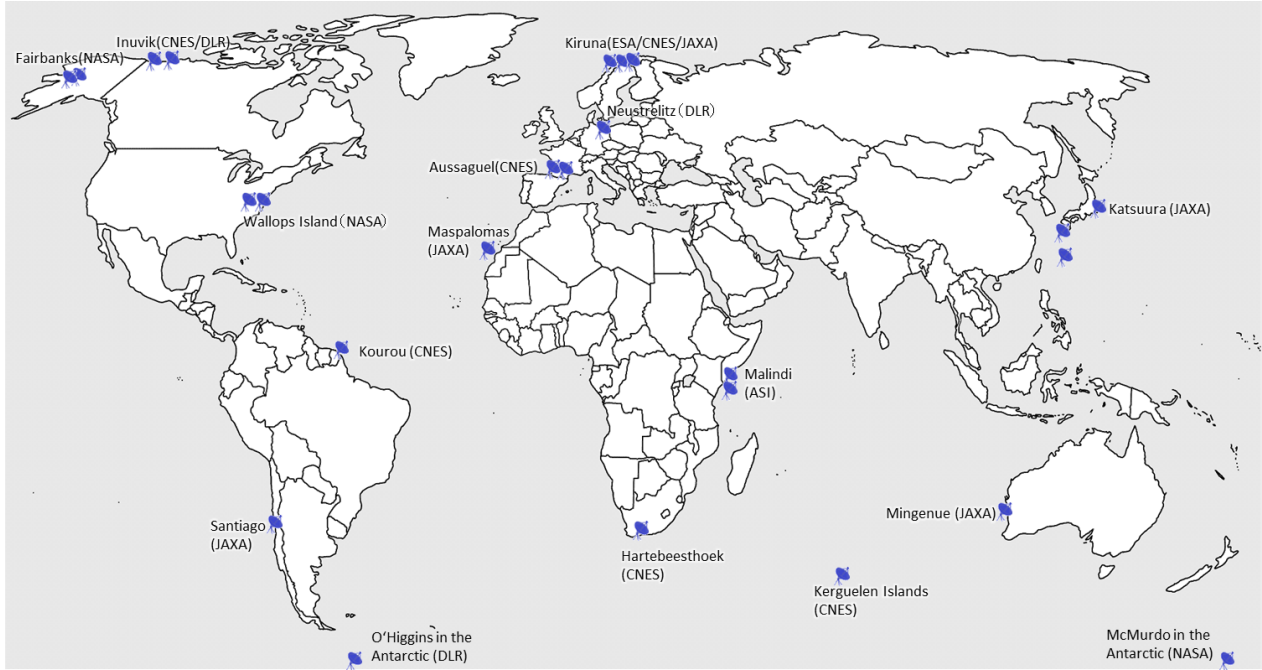 Inuvik(CNES/DLR)
Fairbanks(NASA)
Kiruna(ESA/CNES/JAXA)
Neustrelitz（DLR）
Aussaguel(CNES)
Wallops Island（NASA）
Katsuura (JAXA)
Maspalomas
(JAXA)
Kourou (CNES)
Malindi
(ASI)
Santiago
(JAXA)
Mingenue (JAXA)
Hartebeesthoek
(CNES)
Kerguelen Islands
(CNES)
O‘Higgins in the
Antarctic (DLR)
McMurdo in the
Antarctic (NASA)